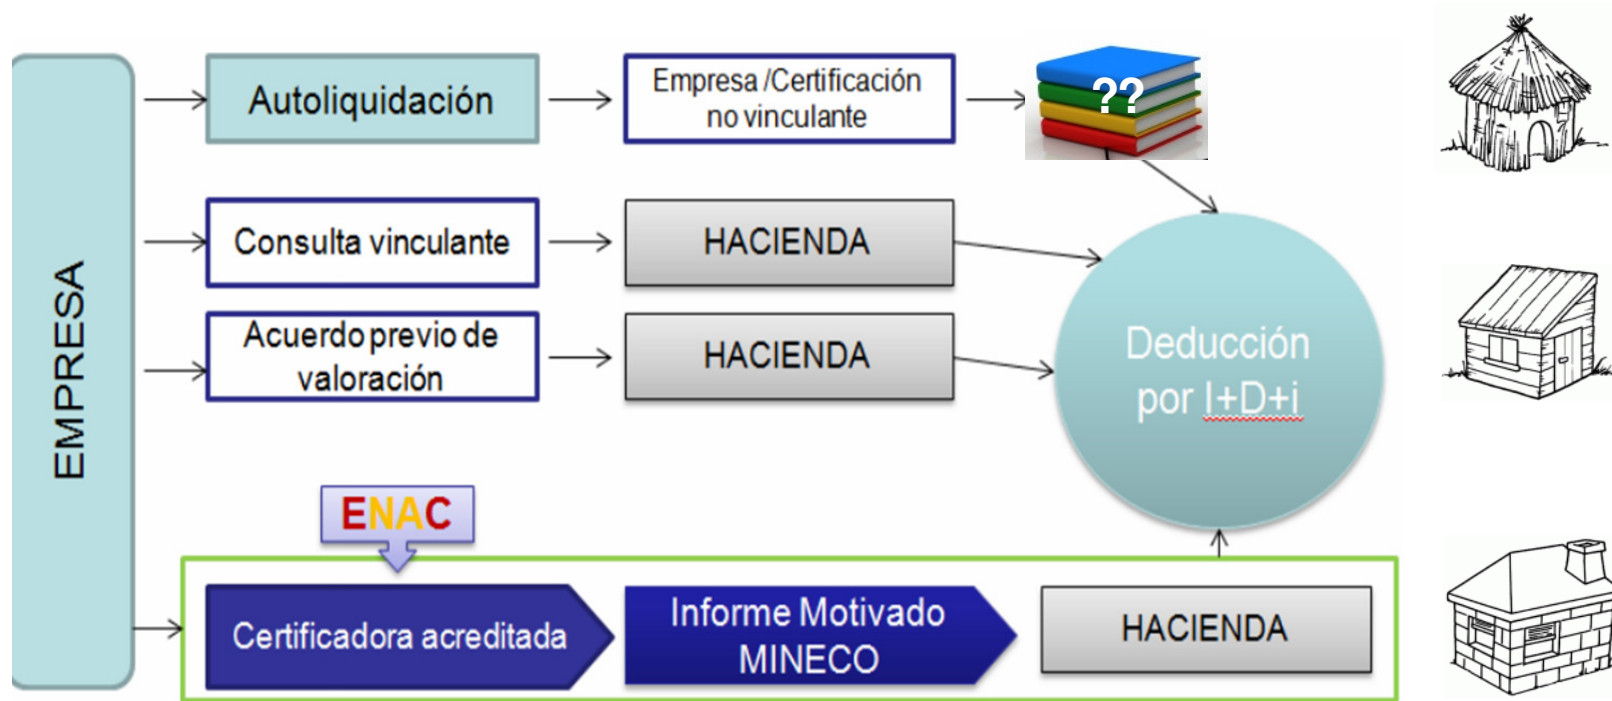 EMPRESA
Autoliquidación
Empresa /Certificación
no vinculante
??
Consulta vinculante
HACIENDA
Acuerdo previo de
valoración
HACIENDA
Deducción
por I+D+i
ENAC
Certificadora acreditada
Informe Motivado
MINECO
HACIENDA